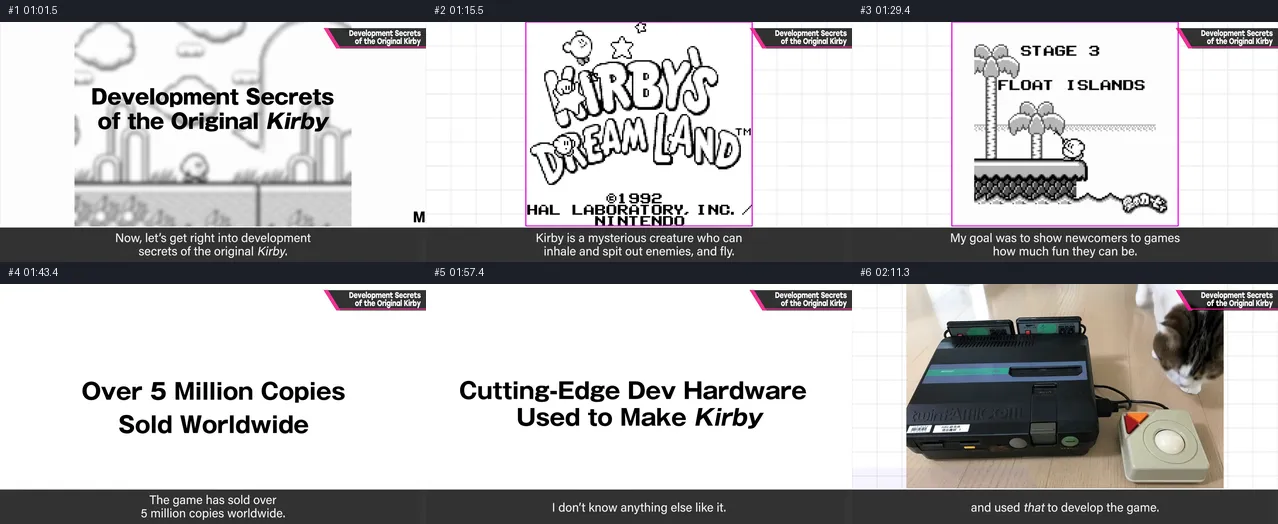 #1 01:01.5
Development Secrets
of the Original Kirby
Development Secrets
of the Original Kirby
M
Now, let's get right into development
secrets of the original Kirby.
#2 01:15.5
Development Secrets
of the Original Kirby
KIRBY'S
DREAM LAND™
©1992
HAL LABORATORY, INC. /
NINTENDO
Kirby is a mysterious creature who can
inhale and spit out enemies, and fly.
#3 01:29.4
Development Secrets
of the Original Kirby
STAGE 3
FLOAT ISLANDS
My goal was to show newcomers to games
how much fun they can be.
#4 01:43.4
Development Secrets
of the Original Kirby
Over 5 Million Copies
Sold Worldwide
The game has sold over
5 million copies worldwide.
#5 01:57.4
Development Secrets
of the Original Kirby
Cutting-Edge Dev Hardware
Used to Make Kirby
I don't know anything else like it.
#6 02:11.3
Development Secrets
of the Original Kirby
and used that to develop the game.